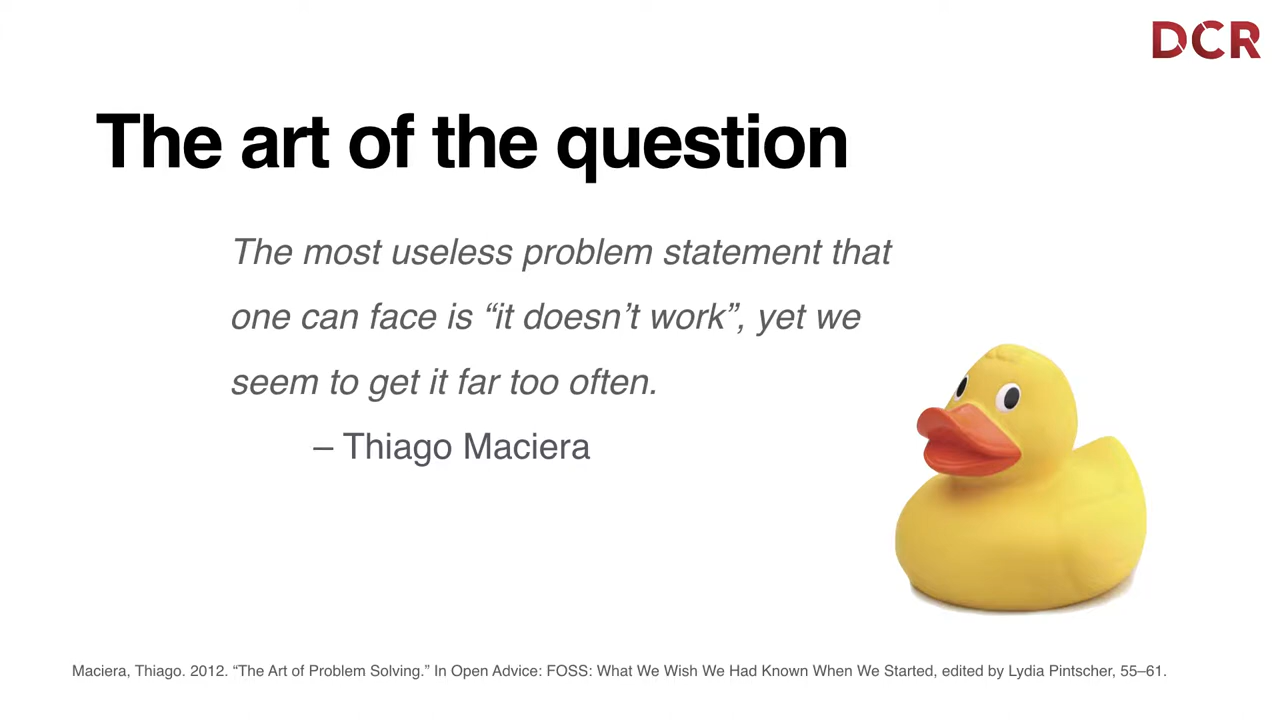 DCR
The art of the question
The most useless problem statement that
one can face is “it doesn’t work”, yet we
seem to get it far too often.
– Thiago Maciera
Maciera, Thiago. 2012. “The Art of Problem Solving.” In Open Advice: FOSS: What We Wish We Had Known When We Started, edited by Lydia Pintscher, 55–61.